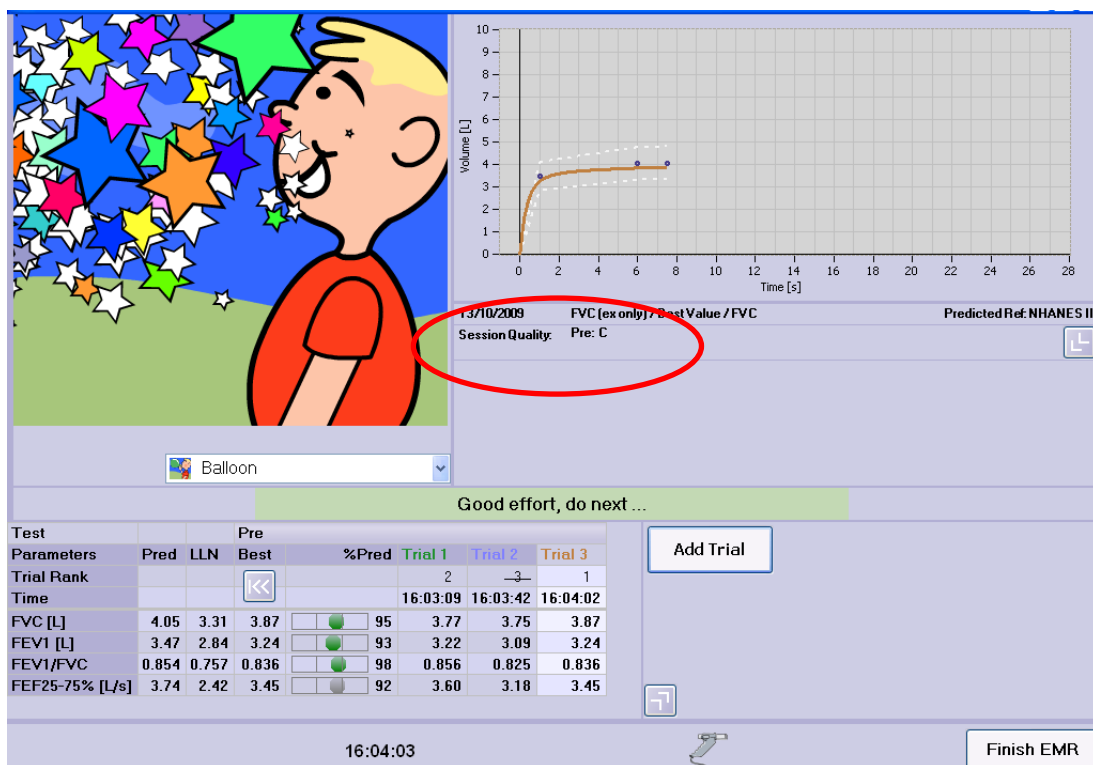 10
9
8
7
6
5
4
3
2
1
0
Volume [L]
0 2 4 6 8 10 12 14 16 18 20 22 24 26 28
Time [s]
13/10/2009 FVC (ex only) / Best Value / FVC Predicted Ref: NHANES III
Session Quality: Pre: C
Balloon
Good effort, do next ...
Test Pre
Parameters Pred LLN Best %Pred Trial 1 Trial 2 Trial 3
Trial Rank 2 3 1
Time 16:03:09 16:03:42 16:04:02
FVC [L] 4.05 3.31 3.87 95 3.77 3.75 3.87
FEV1 [L] 3.47 2.84 3.24 93 3.22 3.09 3.24
FEV1/FVC 0.854 0.757 0.836 98 0.856 0.825 0.836
FEF25-75% [L/s] 3.74 2.42 3.45 92 3.60 3.18 3.45
Add Trial
16:04:03
Finish EMR